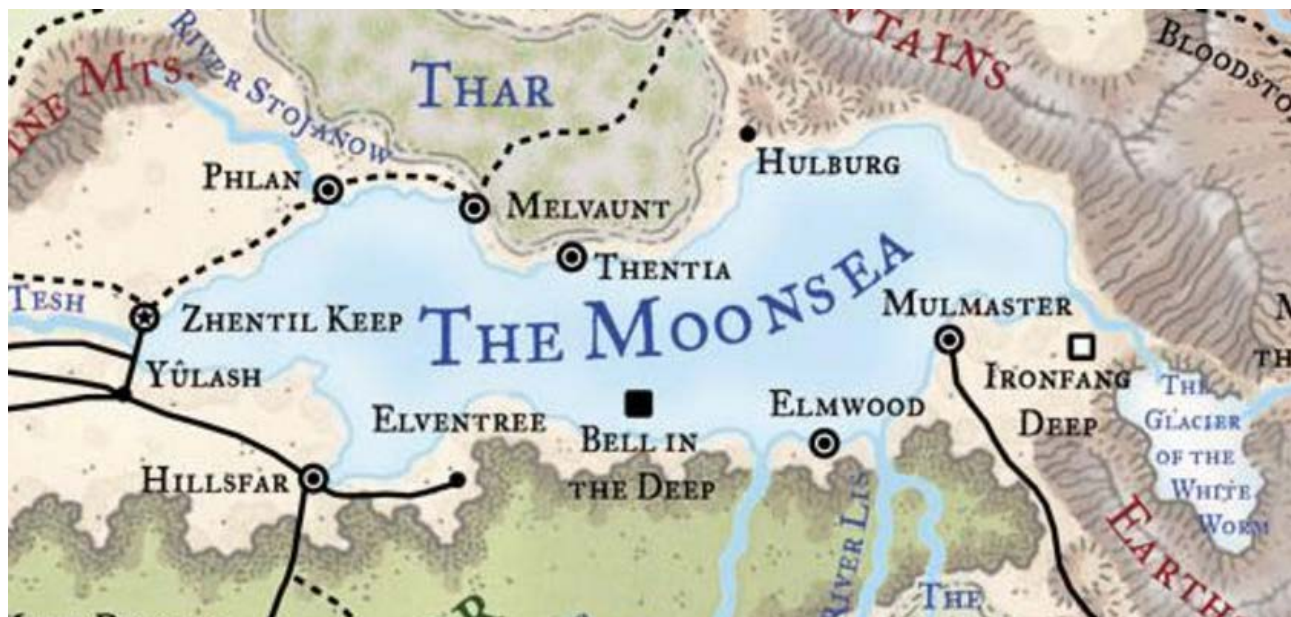 RIVER STOJANOW
THAR
BLOODSTO
MTS.
NTAINS
HULBURG
PHLAN
MELVAUNT
THENTIA
THE MOONSEA
TESH
ZHENTIL KEEP
MULMASTER
YÛLASH
IRONFANG
DEEP
ELVENTREE
ELMWOOD
BELL IN
THE DEEP
THE
GLACIER
OF THE
WHITE
WORM
HILLSFAR
RIVER LIS
EARTH
THE